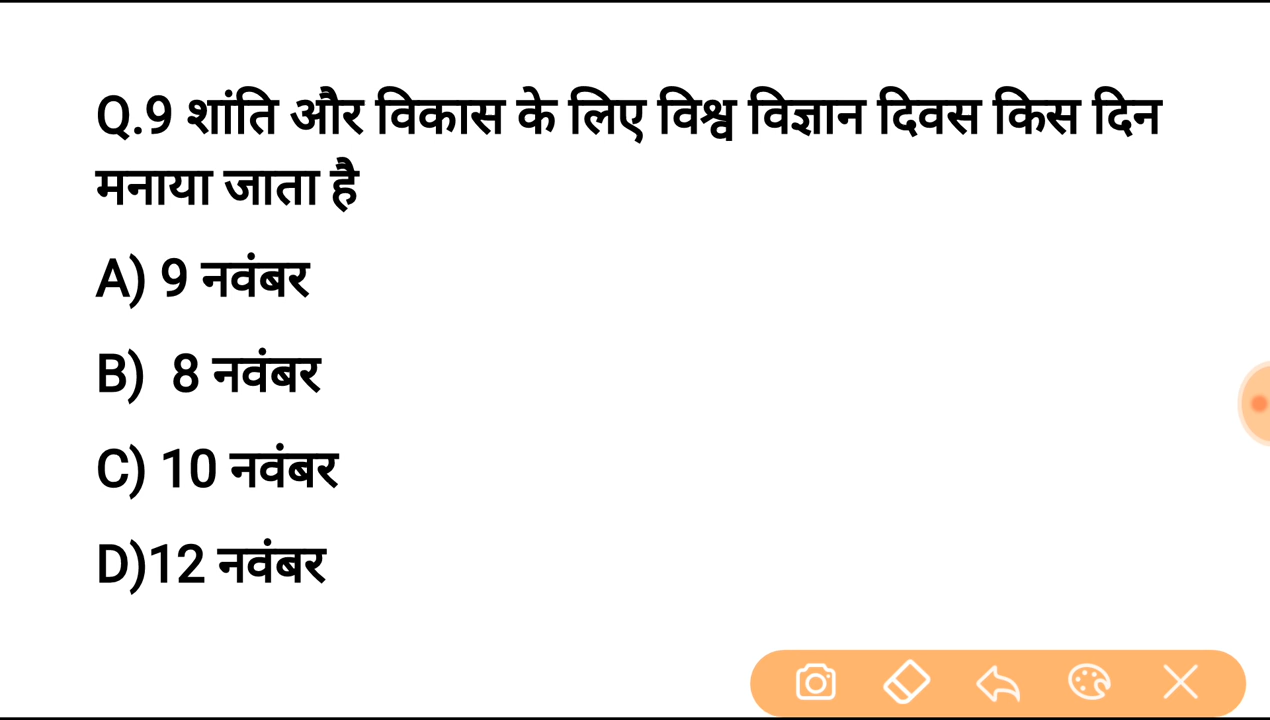 Q.9 शांति और विकास के लिए विश्व विज्ञान दिवस किस दिन
मनाया जाता है
A) 9 नवंबर
B) 8 नवंबर
C) 10 नवंबर
D)12 नवंबर